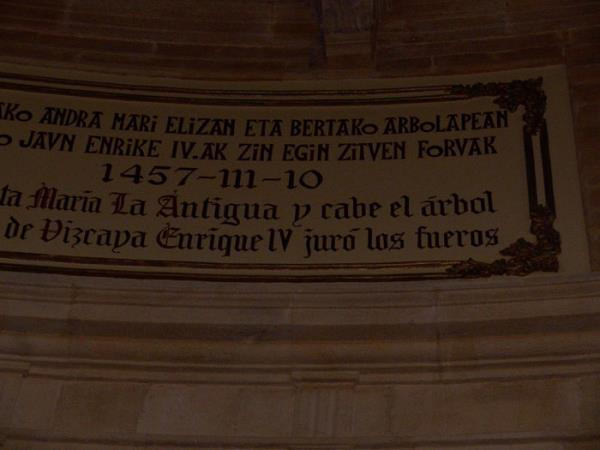 AKO ANDRA MARI ELIZAN ETA BERTAKO ARBOLAPEAN
O JAVN ENRIKE IV.AK ZIN EGIN ZITVEN FORVAK
1457-III-10
ta María La Antigua y cabe el árbol
de Vizcaya Enrique IV juró los fueros